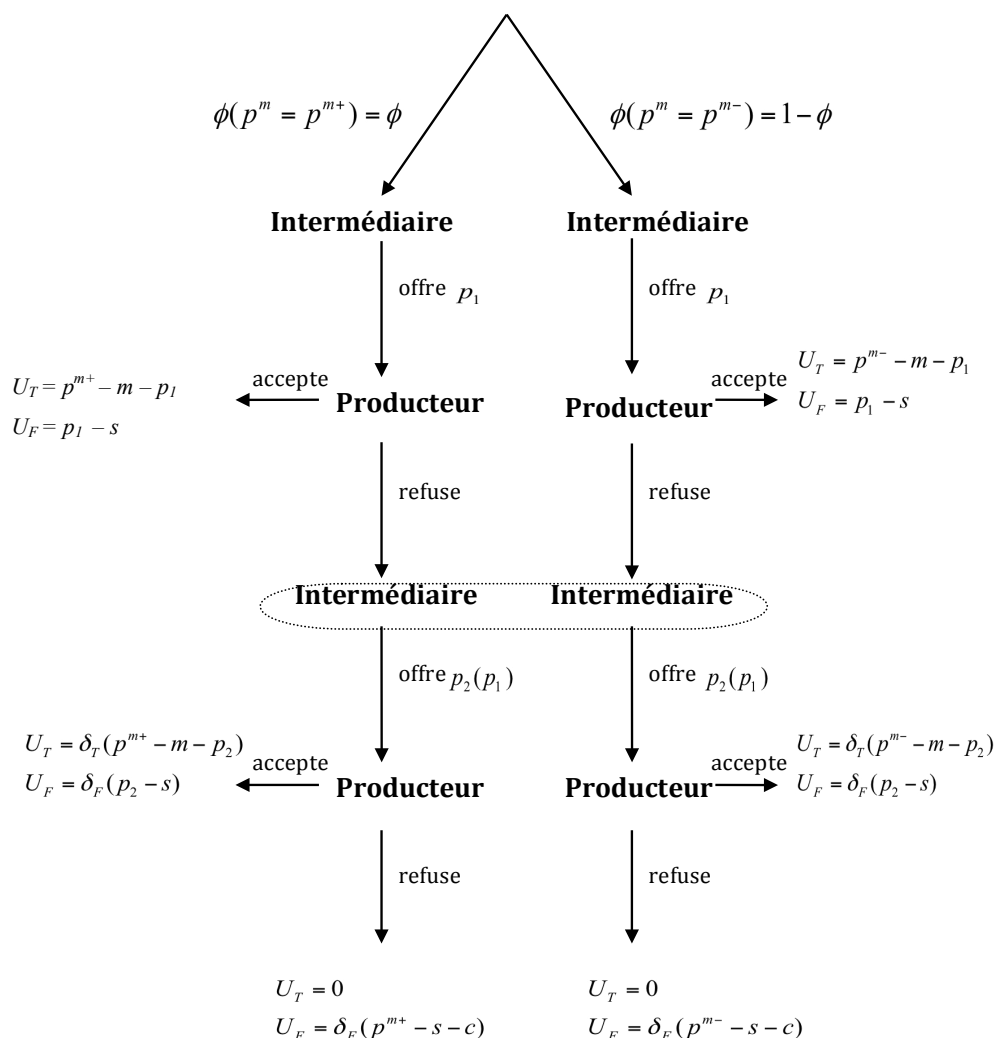 ϕ(p^m = p^{m+}) = ϕ ϕ(p^m = p^{m−}) = 1 − ϕ
Intermédiaire Intermédiaire
offre p_1 offre p_1
U_T = p^{m+} − m − p_1
U_F = p_1 − s
accepte
Producteur Producteur
accepte
U_T = p^{m−} − m − p_1
U_F = p_1 − s
refuse refuse
Intermédiaire Intermédiaire
offre p_2(p_1) offre p_2(p_1)
U_T = δ_T(p^{m+} − m − p_2)
U_F = δ_F(p_2 − s)
accepte
Producteur Producteur
accepte
U_T = δ_T(p^{m−} − m − p_2)
U_F = δ_F(p_2 − s)
refuse refuse
U_T = 0 U_T = 0
U_F = δ_F(p^{m+} − s − c) U_F = δ_F(p^{m−} − s − c)